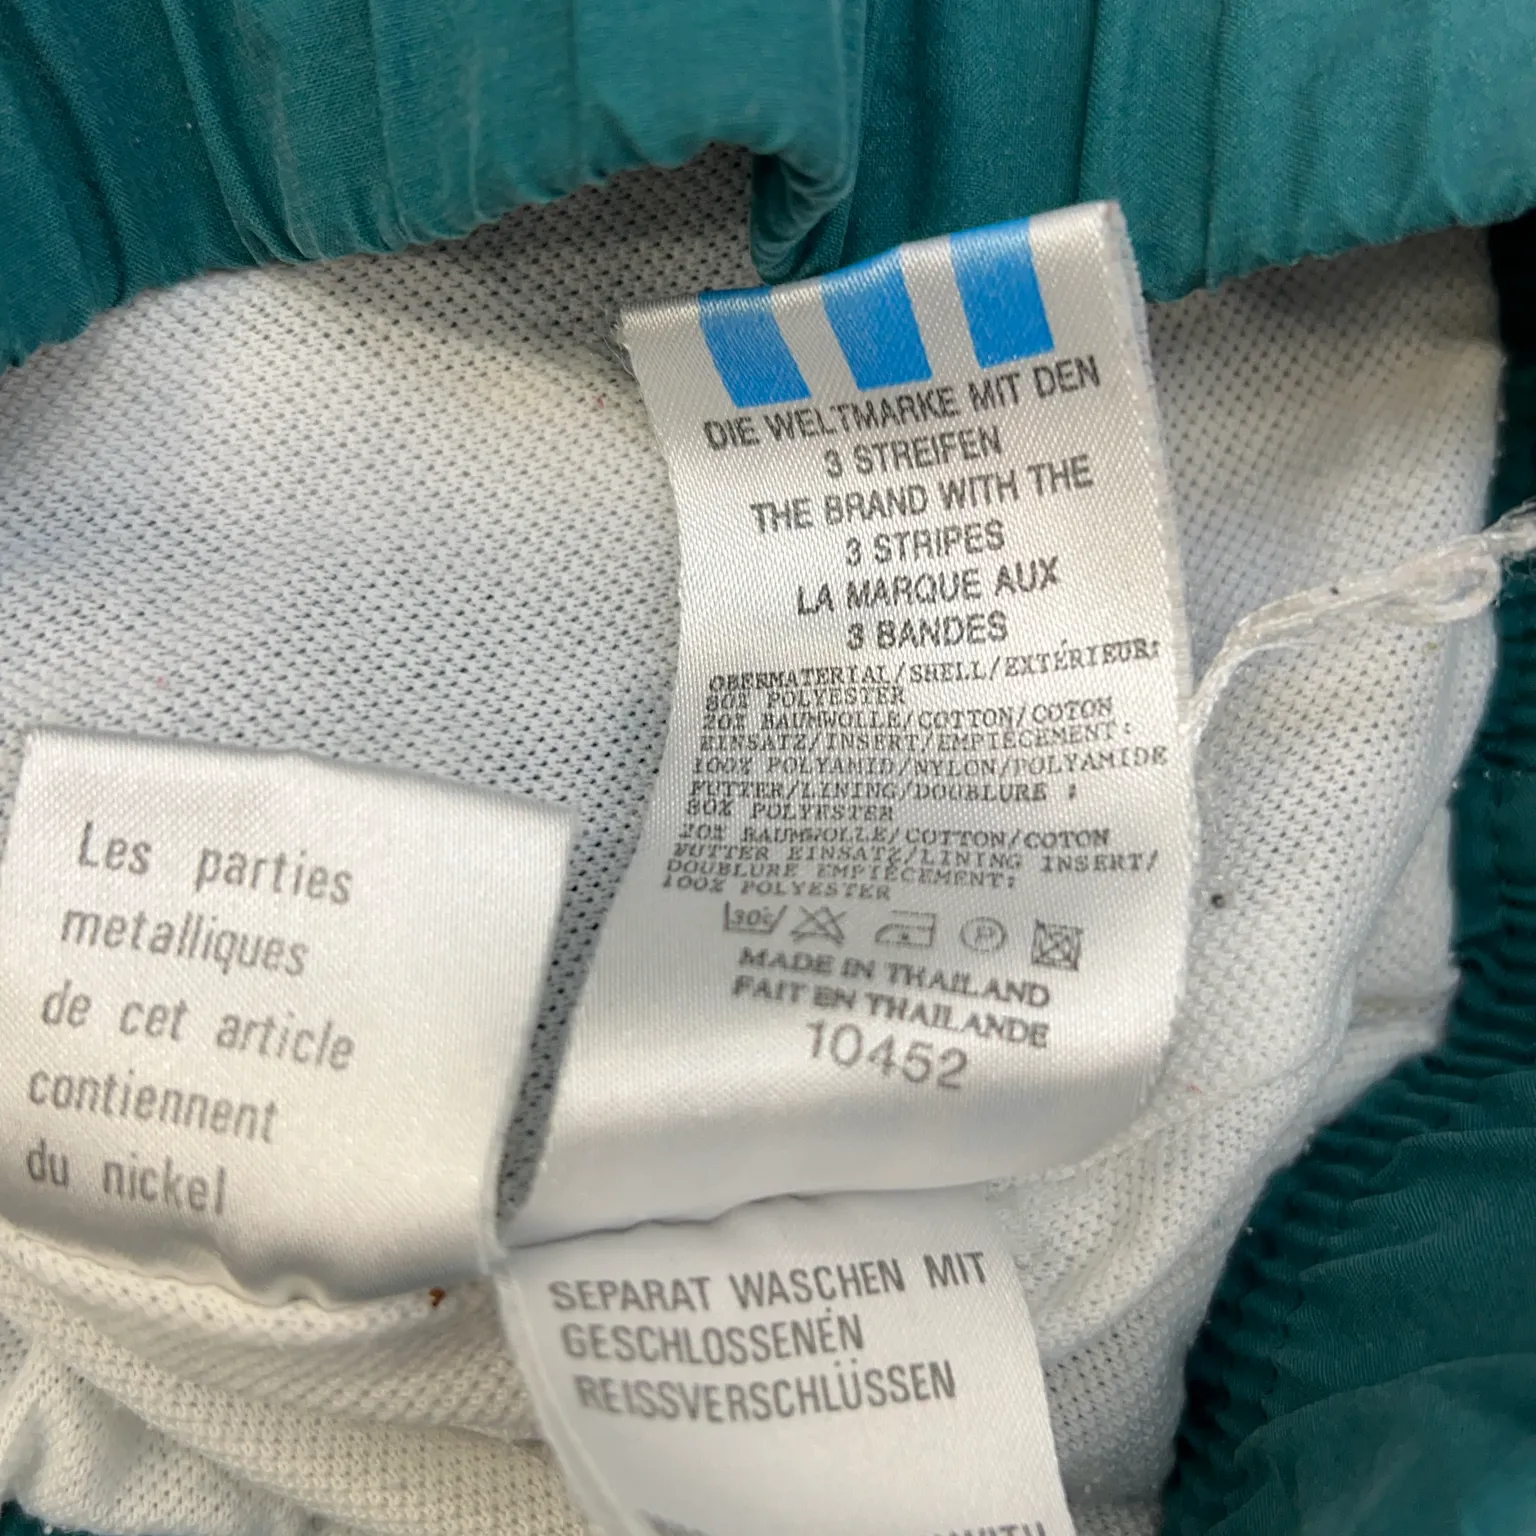 DIE WELTMARKE MIT DEN
3 STREIFEN
THE BRAND WITH THE
3 STRIPES
LA MARQUE AUX
3 BANDES
OBERMATERIAL/SHELL/EXTÉRIEUR:
80% POLYESTER
20% BAUMWOLLE/COTTON/COTON
EINSATZ/INSERT/EMPIECEMENT:
100% POLYAMID/NYLON/POLYAMIDE
FUTTER/LINING/DOUBLURE :
80% POLYESTER
20% BAUMWOLLE/COTTON/COTON
FUTTER EINSATZ/LINING INSERT/
DOUBLURE EMPIÉCEMENT:
100% POLYESTER
30°c P
MADE IN THAILAND
FAIT EN THAILANDE
10452
Les parties
metalliques
de cet article
contiennent
du nickel
SEPARAT WASCHEN MIT
GESCHLOSSENEN
REISSVERSCHLÜSSEN
WITH